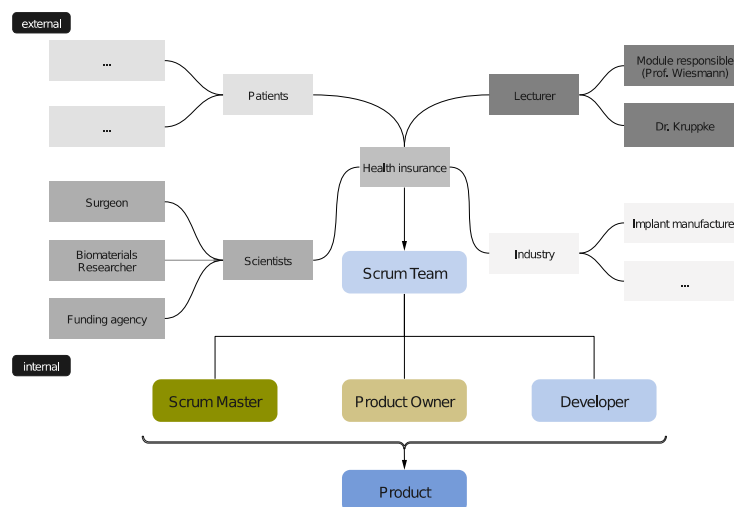 external
...
Patients
...
Lecturer
Module responsible
(Prof. Wiesmann)
Dr. Kruppke
Health insurance
Surgeon
Biomaterials
Researcher
Funding agency
Scientists
Scrum Team
Industry
Implant manufacture
...
internal
Scrum Master
Product Owner
Developer
Product